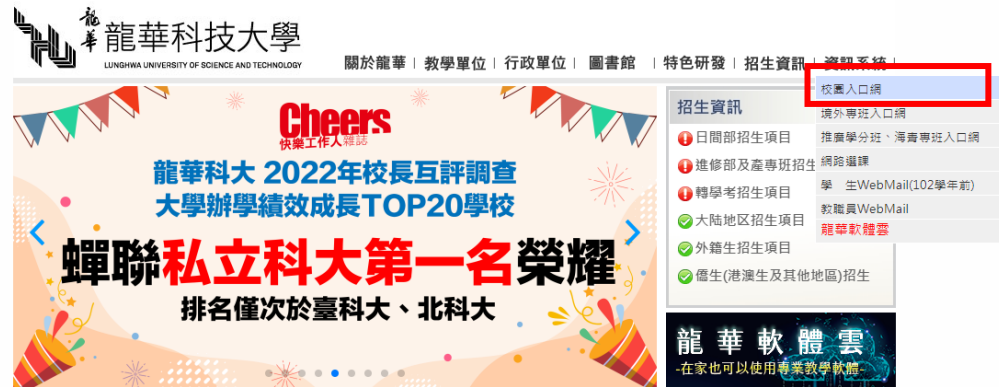 龍華
龍華科技大學
LUNGHWA UNIVERSITY OF SCIENCE AND TECHNOLOGY
關於龍華 | 教學單位 | 行政單位 | 圖書館 | 特色研發 | 招生資訊 | 資訊系統 |
校園入口網
境外專班入口網
推廣學分班、海青專班入口網
網路選課
學 生WebMail(102學年前)
教職員WebMail
龍華軟體雲
Cheers
快樂工作人雜誌
龍華科大 2022年校長互評調查
大學辦學績效成長TOP20學校
蟬聯私立科大第一名榮耀
排名僅次於臺科大、北科大
招生資訊
日間部招生項目
進修部及產專班招生
轉學考招生項目
大陸地区招生項目
外籍生招生項目
僑生(港澳生及其他地區)招生
龍華軟體雲
-在家也可以使用專業教學軟體-